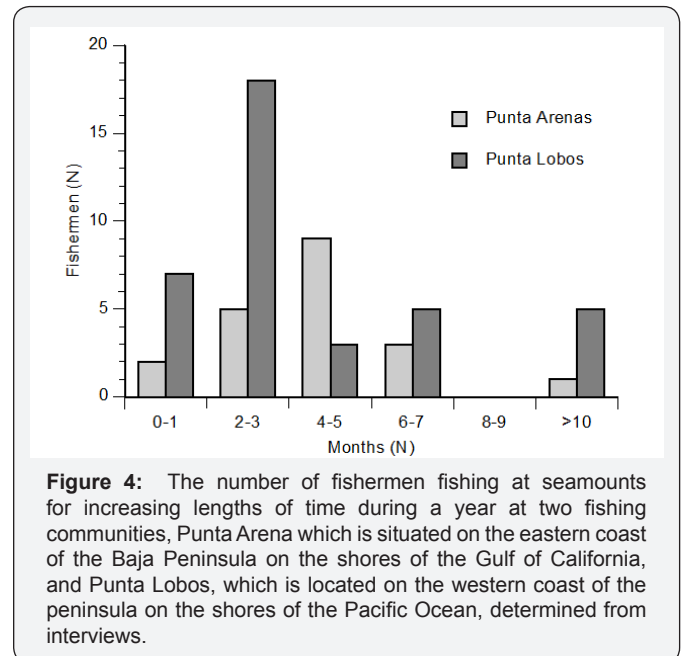 20
15
10
5
0
Fishermen (N)
Punta Arenas
Punta Lobos
0-1 2-3 4-5 6-7 8-9 >10
Months (N)
Figure 4: The number of fishermen fishing at seamounts
for increasing lengths of time during a year at two fishing
communities, Punta Arena which is situated on the eastern coast
of the Baja Peninsula on the shores of the Gulf of California,
and Punta Lobos, which is located on the western coast of the
peninsula on the shores of the Pacific Ocean, determined from
interviews.